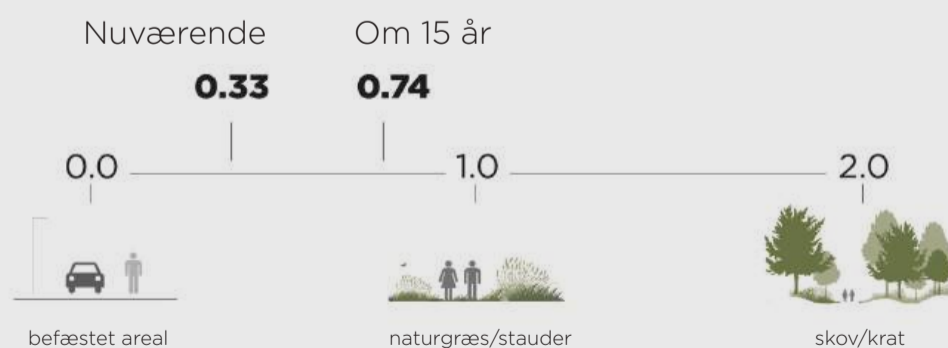 Nuværende Om 15 år
0.33 0.74
0.0 1.0 2.0
befæstet areal naturgræs/stauder skov/krat